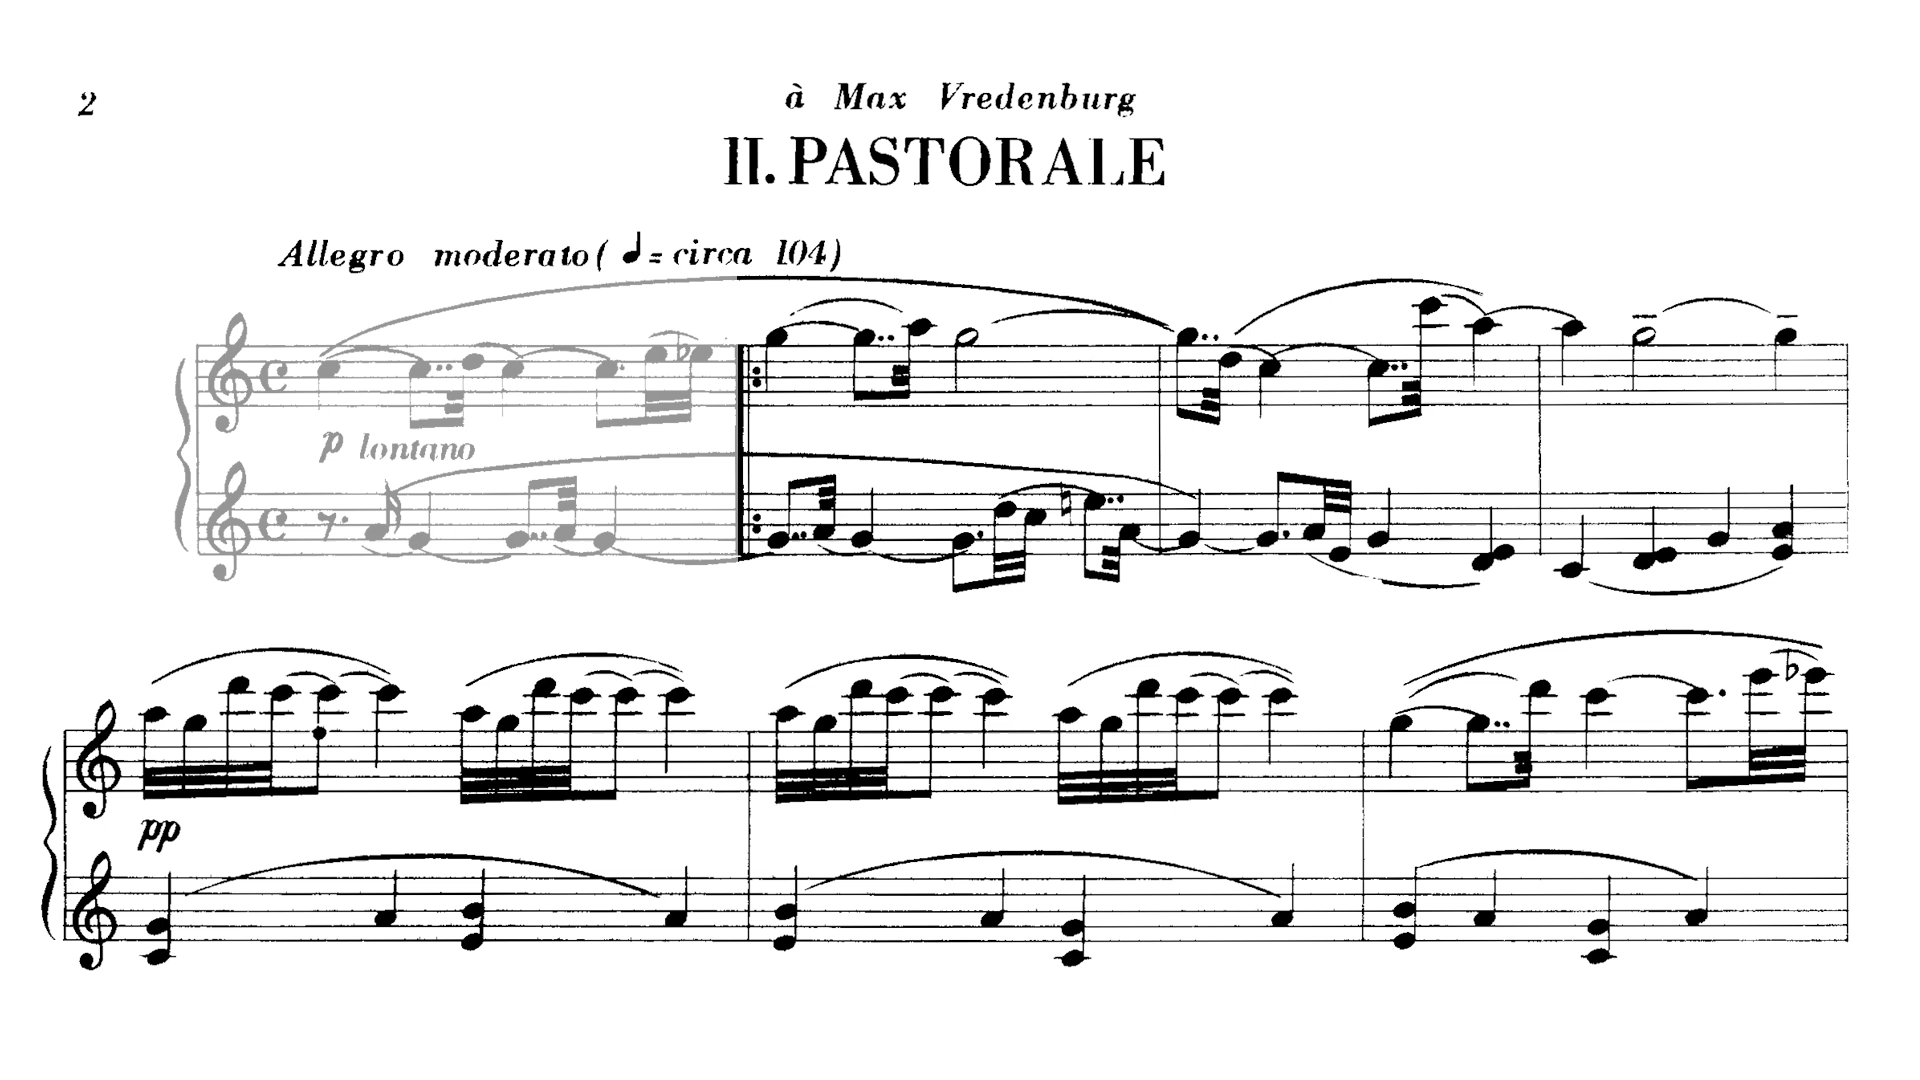 2
à Max Vredenburg
II. PASTORALE
Allegro moderato ( ♩ = circa 104)
p lontano
pp